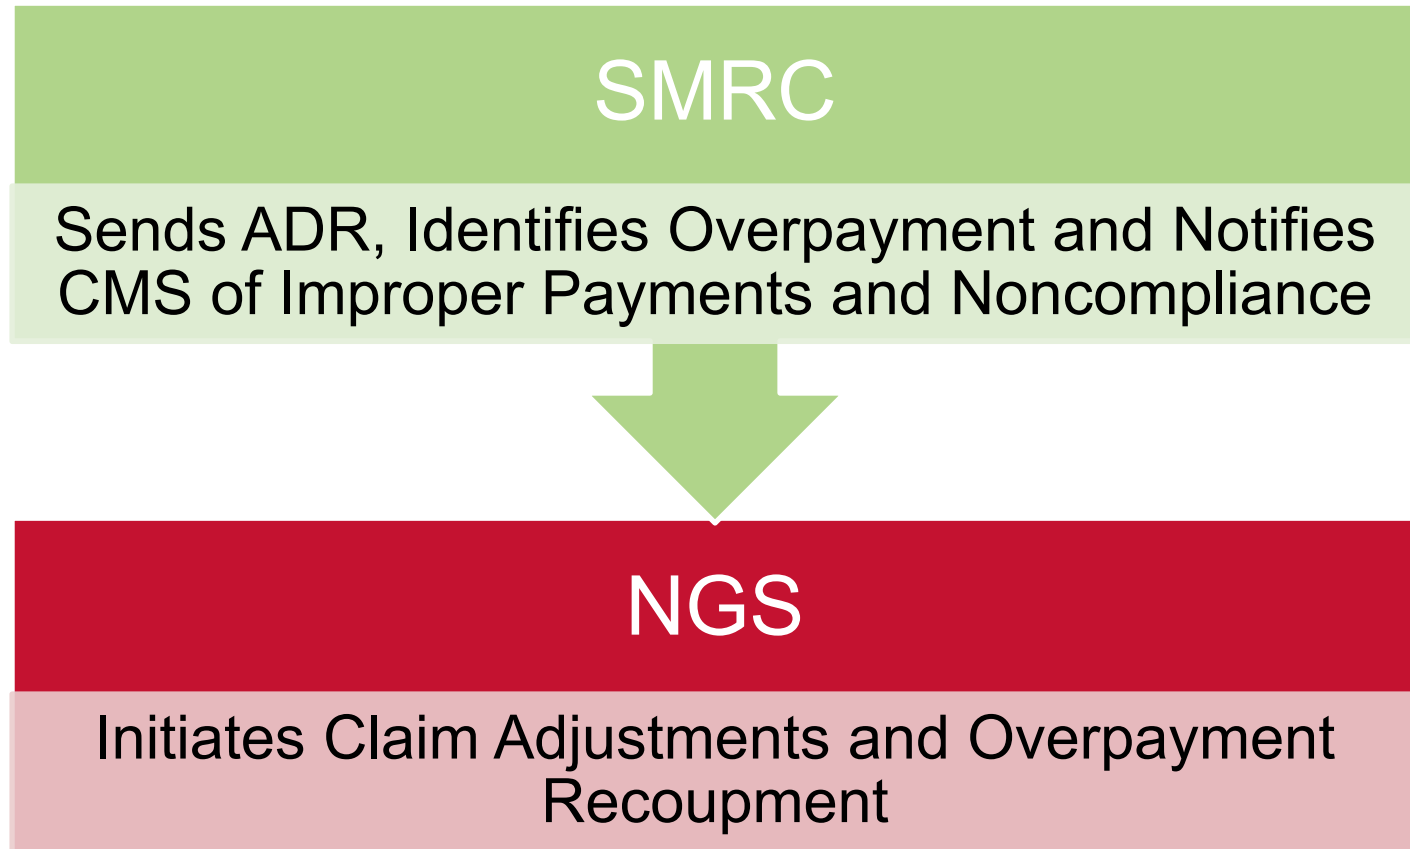 SMRC
Sends ADR, Identifies Overpayment and Notifies
CMS of Improper Payments and Noncompliance
NGS
Initiates Claim Adjustments and Overpayment
Recoupment